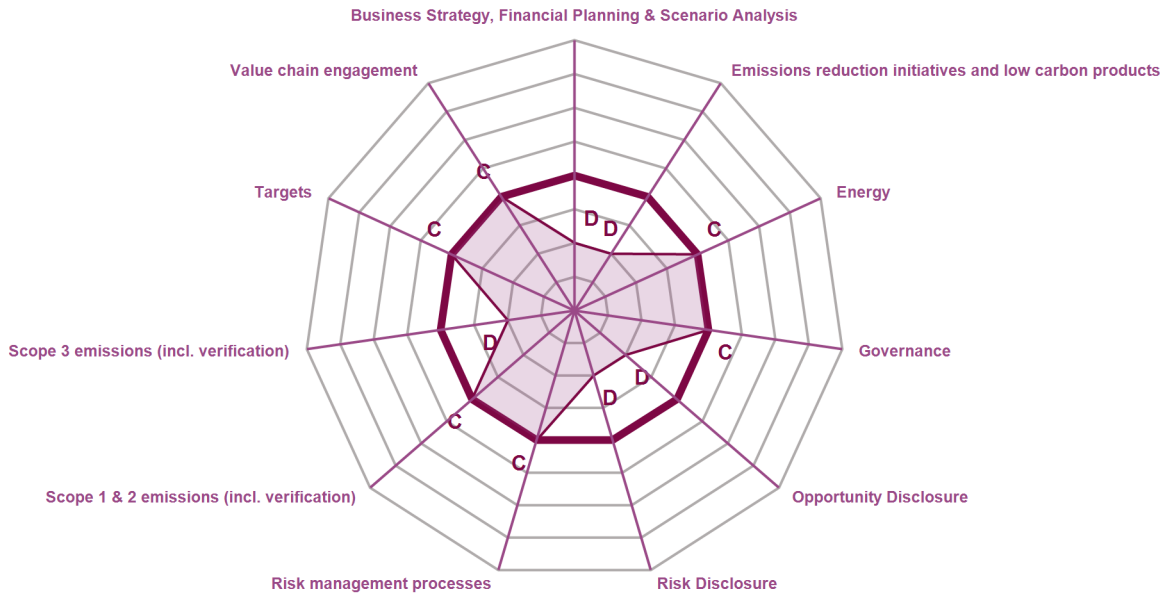 Business Strategy, Financial Planning & Scenario Analysis
Value chain engagement
Emissions reduction initiatives and low carbon products
C
Targets
Energy
D
D
C
C
Scope 3 emissions (incl. verification)
D
C
Governance
D
D
C
C
Scope 1 & 2 emissions (incl. verification)
Opportunity Disclosure
Risk management processes
Risk Disclosure